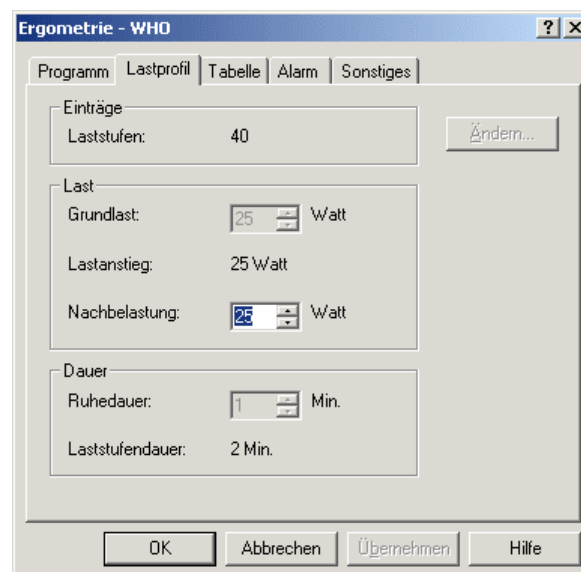 Ergometrie - WHO
Programm Lastprofil Tabelle Alarm Sonstiges
Einträge
Laststufen: 40 Ändern...
Last
Grundlast: 25 Watt
Lastanstieg: 25 Watt
Nachbelastung: 25 Watt
Dauer
Ruhedauer: 1 Min.
Laststufendauer: 2 Min.
OK Abbrechen Übernehmen Hilfe